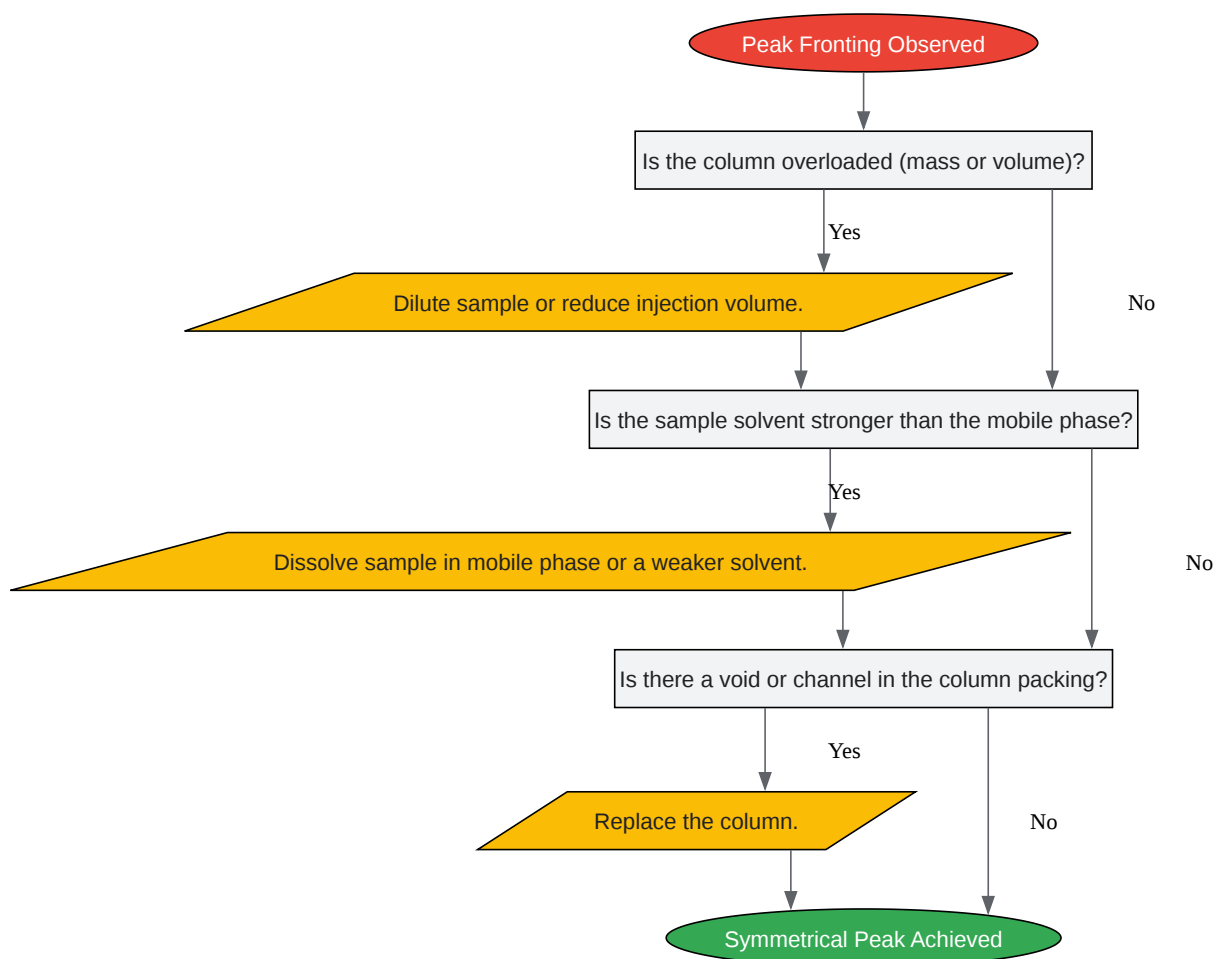 Peak Fronting Observed
Is the column overloaded (mass or volume)?
Yes
Dilute sample or reduce injection volume.
No
Is the sample solvent stronger than the mobile phase?
Yes
Dissolve sample in mobile phase or a weaker solvent.
No
Is there a void or channel in the column packing?
Yes
Replace the column.
No
Symmetrical Peak Achieved